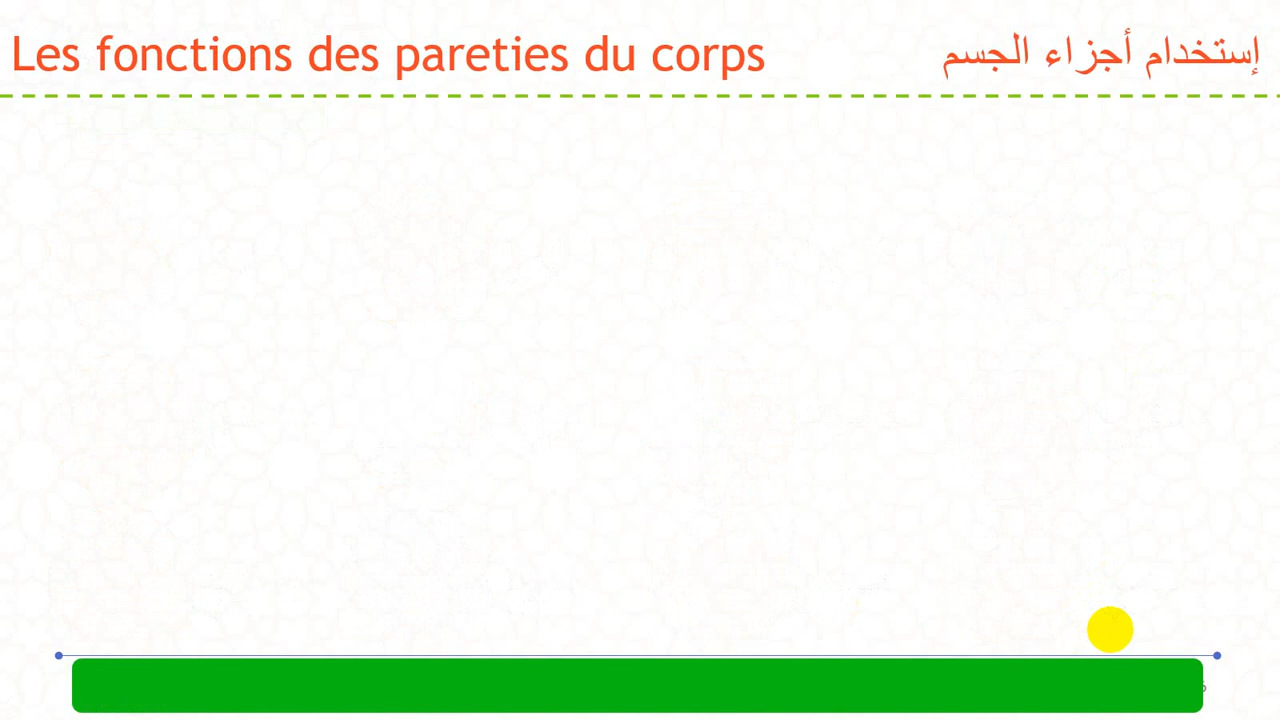 Les fonctions des pareties du corps
إستخدام أجزاء الجسم